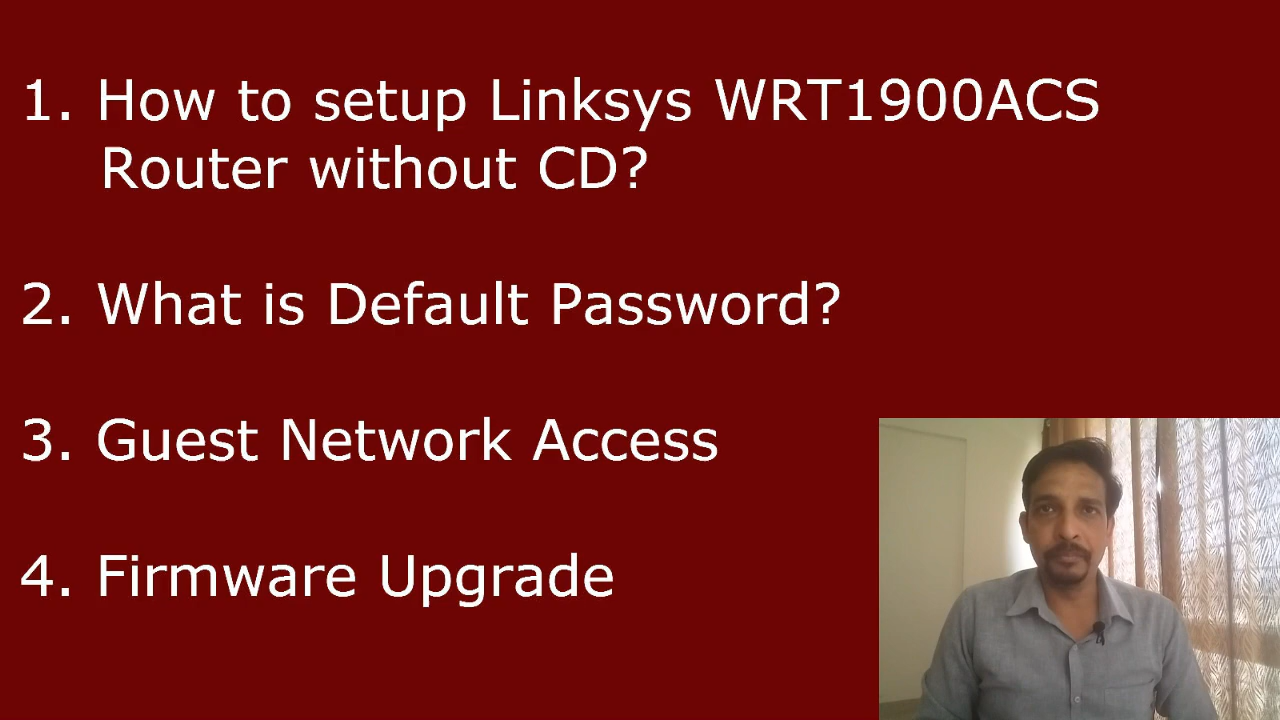 1. How to setup Linksys WRT1900ACS
Router without CD?
2. What is Default Password?
3. Guest Network Access
4. Firmware Upgrade